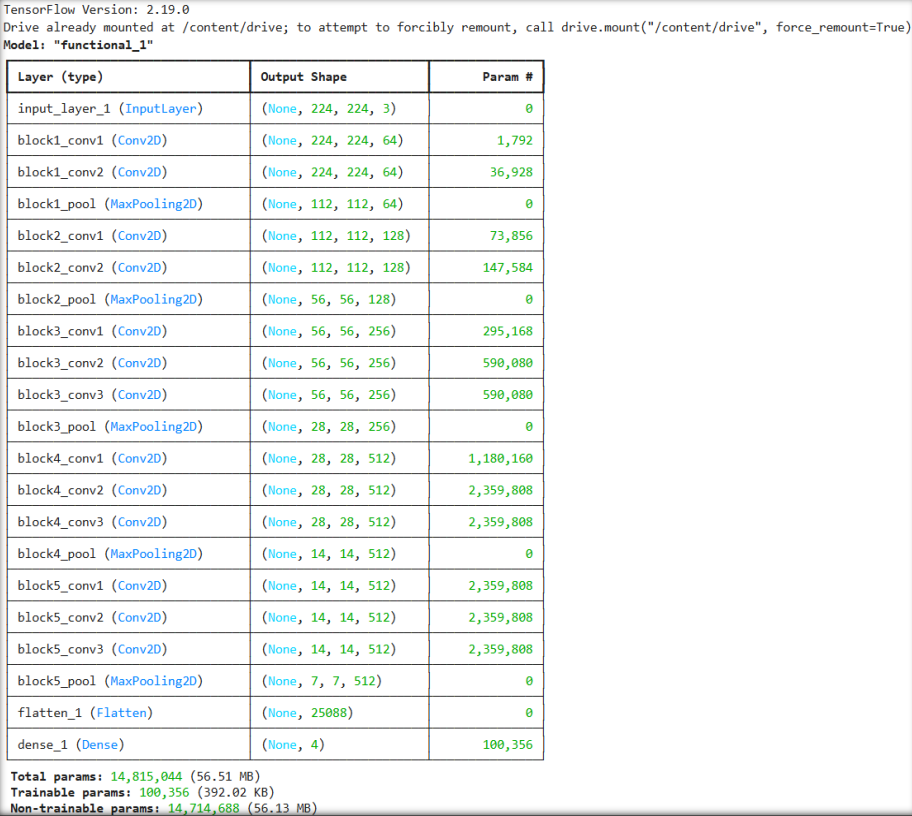 TensorFlow Version: 2.19.0
Drive already mounted at /content/drive; to attempt to forcibly remount, call drive.mount("/content/drive", force_remount=True)
Model: "functional_1"
Layer (type) Output Shape Param #
input_layer_1 (InputLayer) (None, 224, 224, 3) 0
block1_conv1 (Conv2D) (None, 224, 224, 64) 1,792
block1_conv2 (Conv2D) (None, 224, 224, 64) 36,928
block1_pool (MaxPooling2D) (None, 112, 112, 64) 0
block2_conv1 (Conv2D) (None, 112, 112, 128) 73,856
block2_conv2 (Conv2D) (None, 112, 112, 128) 147,584
block2_pool (MaxPooling2D) (None, 56, 56, 128) 0
block3_conv1 (Conv2D) (None, 56, 56, 256) 295,168
block3_conv2 (Conv2D) (None, 56, 56, 256) 590,080
block3_conv3 (Conv2D) (None, 56, 56, 256) 590,080
block3_pool (MaxPooling2D) (None, 28, 28, 256) 0
block4_conv1 (Conv2D) (None, 28, 28, 512) 1,180,160
block4_conv2 (Conv2D) (None, 28, 28, 512) 2,359,808
block4_conv3 (Conv2D) (None, 28, 28, 512) 2,359,808
block4_pool (MaxPooling2D) (None, 14, 14, 512) 0
block5_conv1 (Conv2D) (None, 14, 14, 512) 2,359,808
block5_conv2 (Conv2D) (None, 14, 14, 512) 2,359,808
block5_conv3 (Conv2D) (None, 14, 14, 512) 2,359,808
block5_pool (MaxPooling2D) (None, 7, 7, 512) 0
flatten_1 (Flatten) (None, 25088) 0
dense_1 (Dense) (None, 4) 100,356
Total params: 14,815,044 (56.51 MB)
Trainable params: 100,356 (392.02 KB)
Non-trainable params: 14,714,688 (56.13 MB)